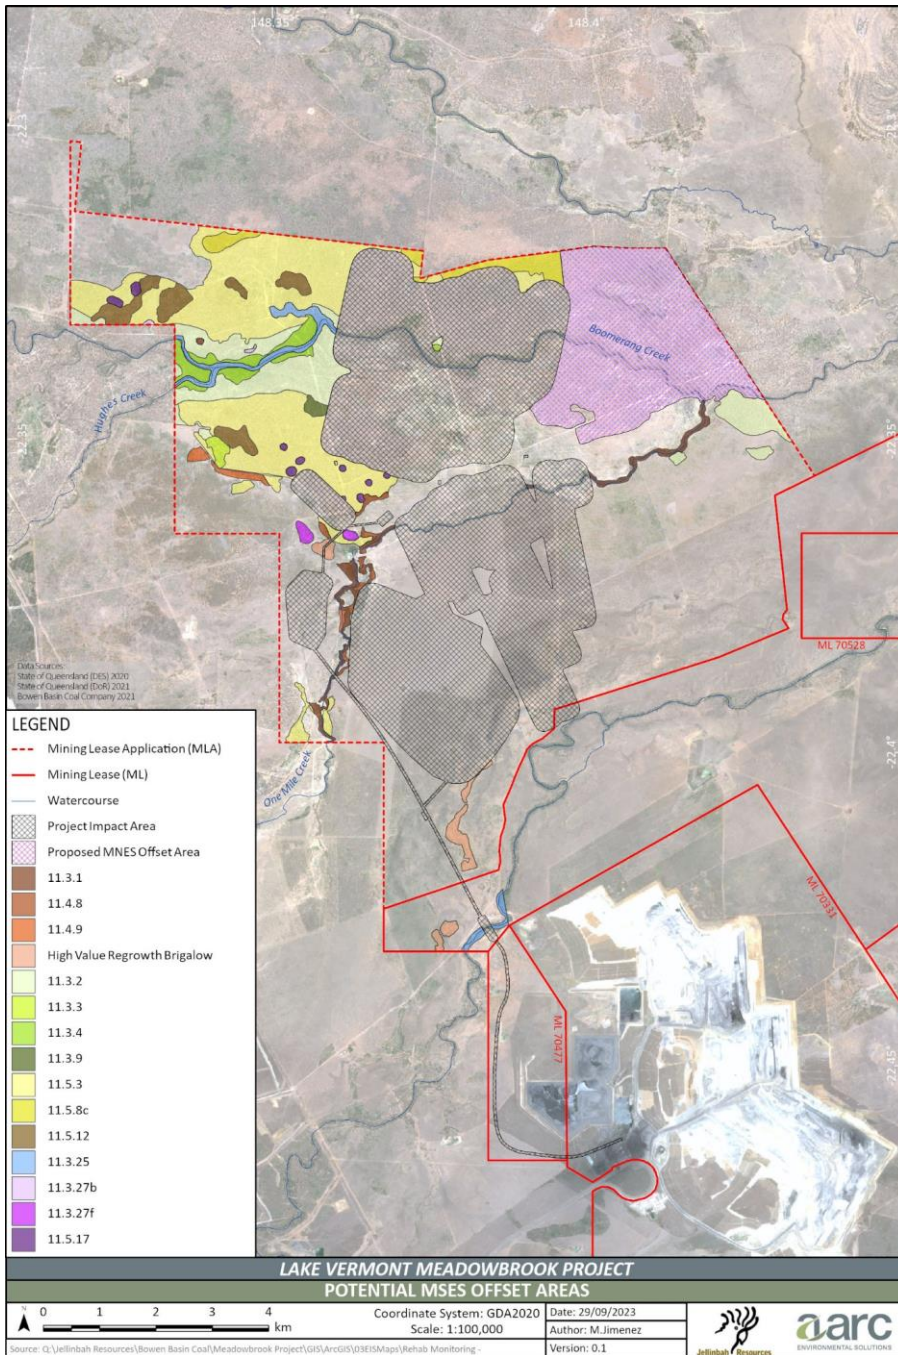 148.35°
148.4°
-22.3°
-22.3°
Boomerang Creek
Hughes Creek
-22.35°
-22.35°
ML 70528
Data Sources
State of Queensland (DES) 2020
State of Queensland (DoR) 2021
Bowen Basin Coal Company 2021
-22.4°
One Mile Creek
ML 70331
ML 70477
-22.45°
LEGEND
Mining Lease Application (MLA)
Mining Lease (ML)
Watercourse
Project Impact Area
Proposed MNES Offset Area
11.3.1
11.4.8
11.4.9
High Value Regrowth Brigalow
11.3.2
11.3.3
11.3.4
11.3.9
11.5.3
11.5.8c
11.5.12
11.3.25
11.3.27b
11.3.27f
11.5.17
LAKE VERMONT MEADOWBROOK PROJECT
POTENTIAL MSES OFFSET AREAS
N
0 1 2 3 4
km
Coordinate System: GDA2020
Scale: 1:100,000
Date: 29/09/2023
Author: M.Jimenez
Version: 0.1
Jellinbah Resources
aarc
ENVIRONMENTAL SOLUTIONS
Source: Q:\Jellinbah Resources\Bowen Basin Coal\Meadowbrook Project\GIS\ArcGIS\03EISMaps\Rehab Monitoring -